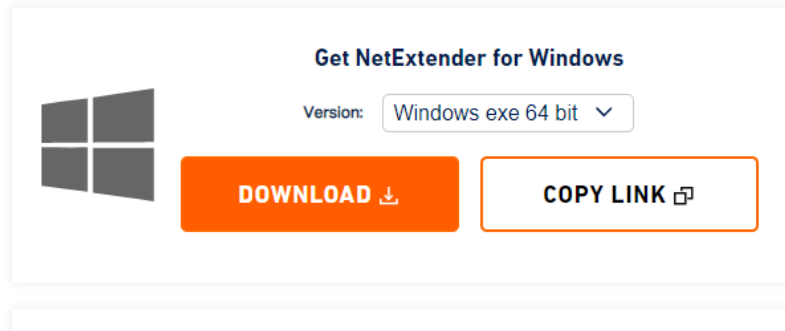 Get NetExtender for Windows
Version: Windows exe 64 bit
DOWNLOAD COPY LINK